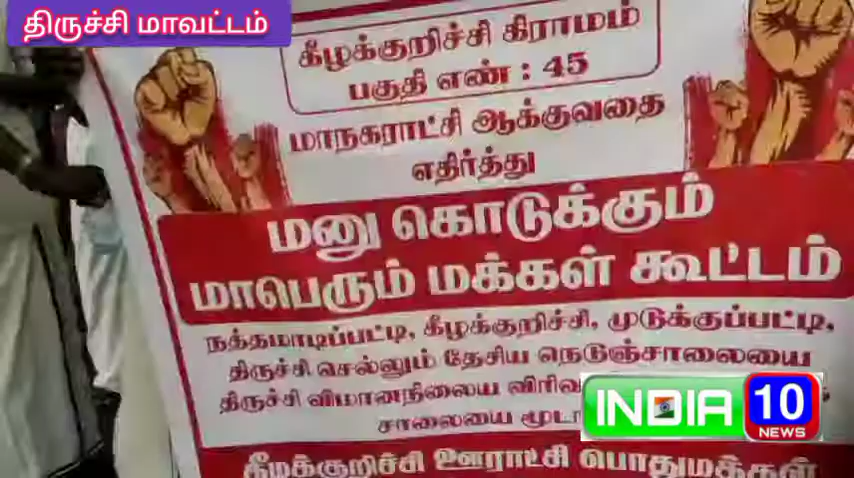 திருச்சி மாவட்டம்
கீழக்குறிச்சி கிராமம்
பகுதி எண் : 45
மாநகராட்சி ஆக்குவதை
எதிர்த்து
மனு கொடுக்கும்
மாபெரும் மக்கள் கூட்டம்
நத்தமாடிப்பட்டி, கீழக்குறிச்சி, முடுக்குப்பட்டி,
திருச்சி செல்லும் தேசிய நெடுஞ்சாலையை
திருச்சி விமானநிலைய
சாலையை
INDIA 10
NEWS
கீழக்குறிச்சி ஊராட்சி பொதுமக்கள்